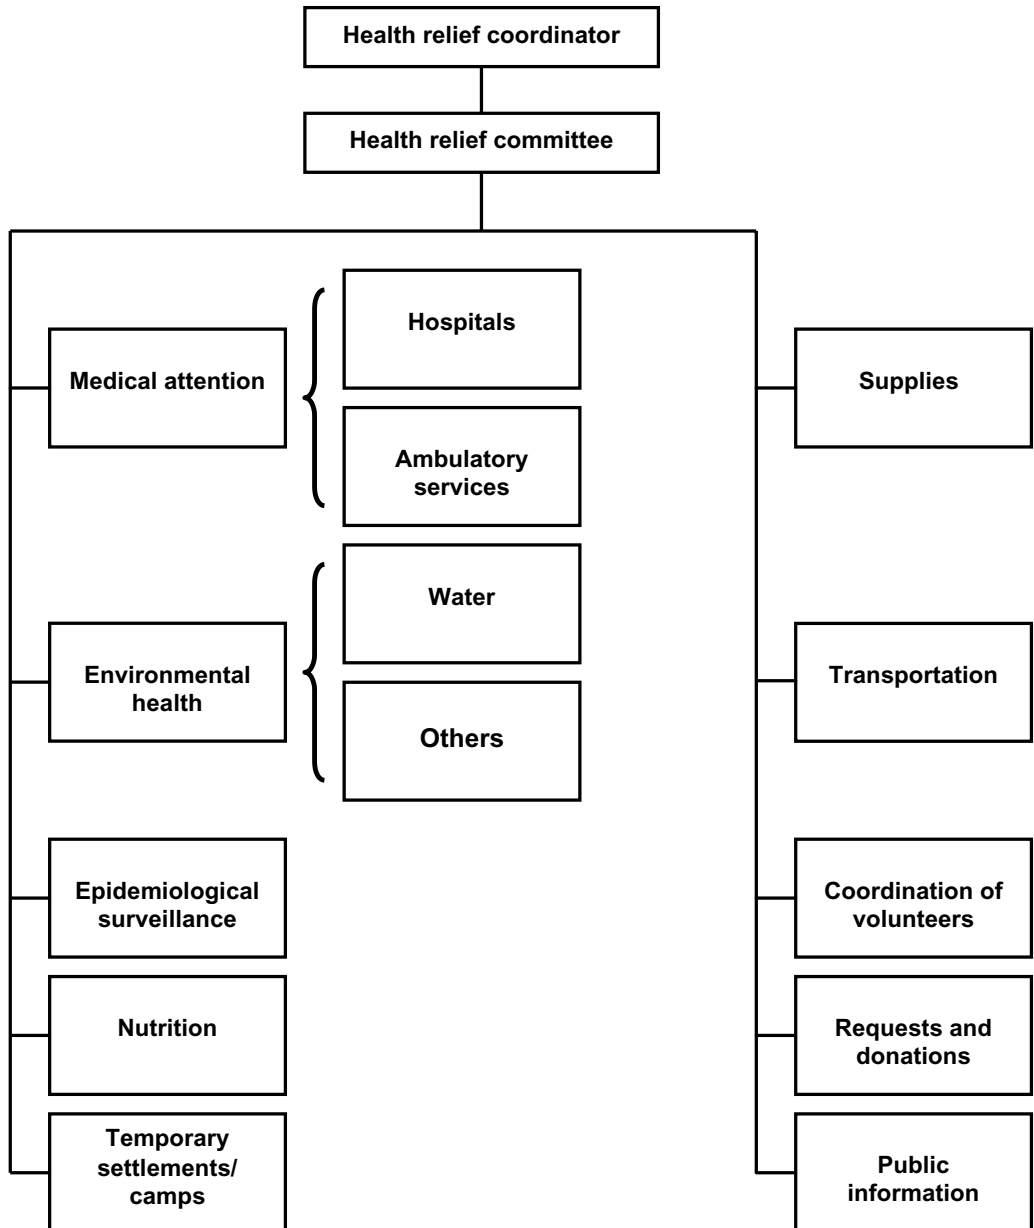 Health relief coordinator
Health relief committee
Medical attention
Hospitals
Ambulatory
services
Environmental
health
Water
Others
Epidemiological
surveillance
Nutrition
Temporary
settlements/
camps
Supplies
Transportation
Coordination of
volunteers
Requests and
donations
Public
information